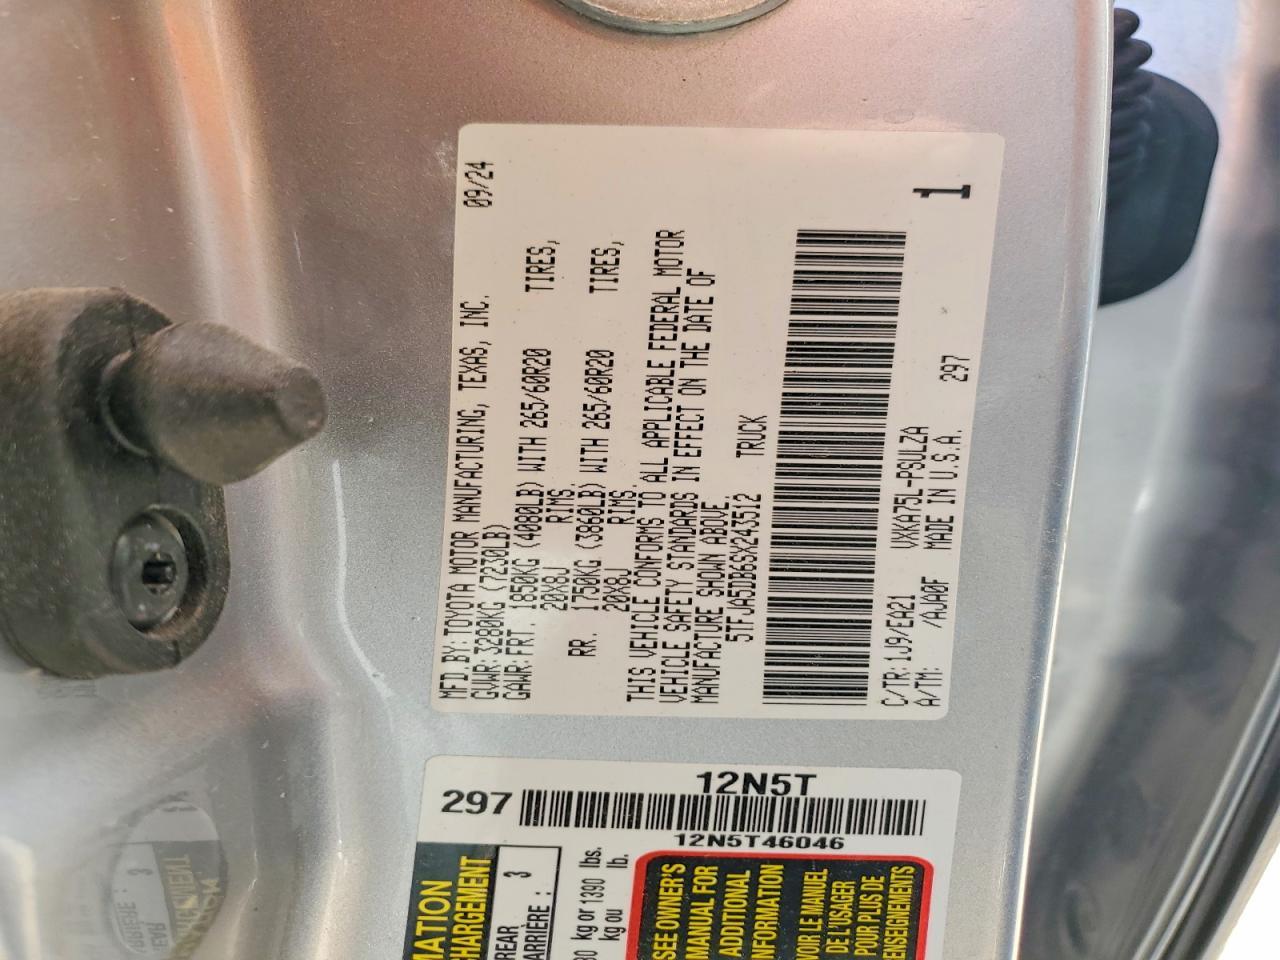 MFD.BY:TOYOTA MOTOR MANUFACTURING, TEXAS, INC. 09/24
GVWR:3280KG (7230LB)
GAWR:FRT. 1850KG (4080LB) WITH 265/60R20 TIRES,
20X8J RIMS.
RR. 1750KG (3860LB) WITH 265/60R20 TIRES,
20X8J RIMS.
THIS VEHICLE CONFORMS TO ALL APPLICABLE FEDERAL MOTOR
VEHICLE SAFETY STANDARDS IN EFFECT ON THE DATE OF
MANUFACTURE SHOWN ABOVE.
5TFJA5DB6SX243512 TRUCK
C/TR:1J9/EA21 VXKA75L-PSULZA
A/TM: /AJA0F MADE IN U.S.A. 297
1
12N5T
297
12N5T46046
MATION
CHARGEMENT
REAR
ARRIÈRE : 3
kg or 1390 lbs.
kg ou lb.
SEE OWNER'S
MANUAL FOR
ADDITIONAL
INFORMATION
VOIR LE MANUEL
DE L'USAGER
POUR PLUS DE
RENSEIGNEMENTS